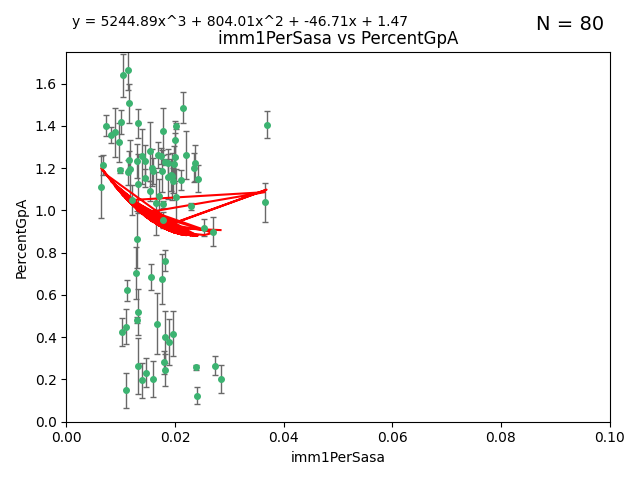 y = 5244.89x^3 + 804.01x^2 + -46.71x + 1.47
N = 80
imm1PerSasa vs PercentGpA
PercentGpA
1.6
1.4
1.2
1.0
0.8
0.6
0.4
0.2
0.0
0.00 0.02 0.04 0.06 0.08 0.10
imm1PerSasa